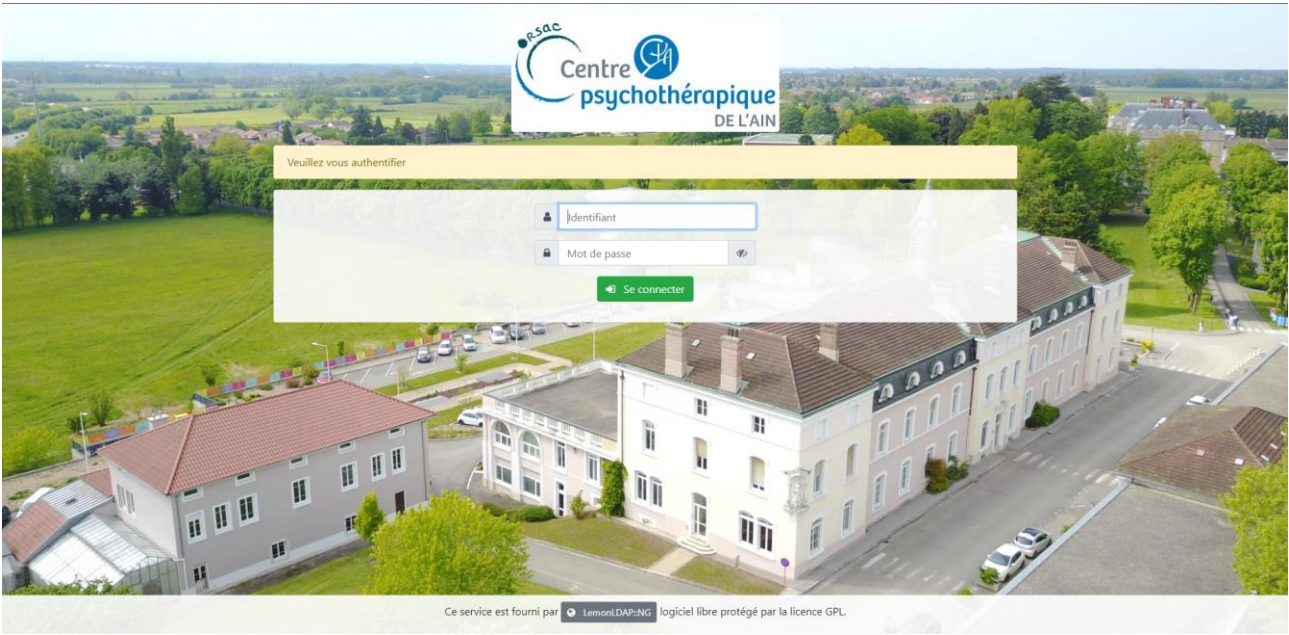 ORSAC
Centre CPA
psychothérapique
DE L'AIN
Veuillez vous authentifier
Identifiant
Mot de passe
Se connecter
Ce service est fourni par LemonLDAP::NG logiciel libre protégé par la licence GPL.